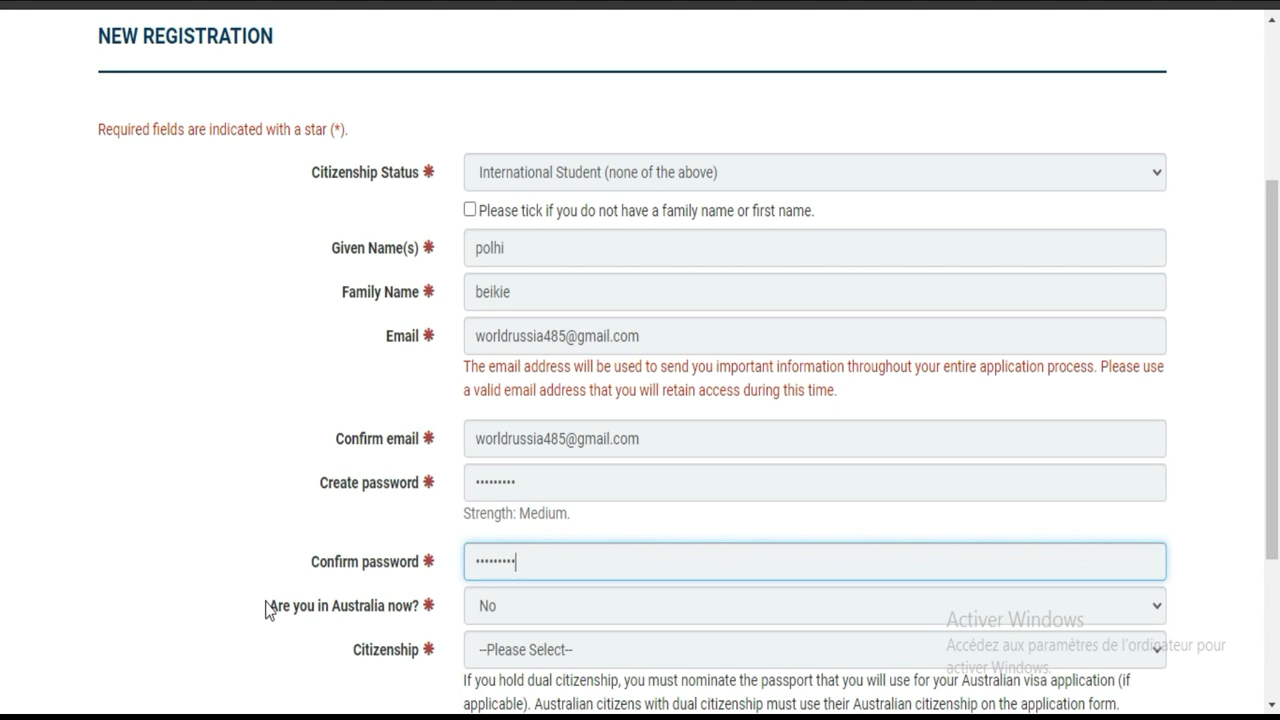 NEW REGISTRATION
Required fields are indicated with a star (*).
Citizenship Status * International Student (none of the above)
Please tick if you do not have a family name or first name.
Given Name(s) * polhi
Family Name * beikie
Email * worldrussia485@gmail.com
The email address will be used to send you important information throughout your entire application process. Please use
a valid email address that you will retain access during this time.
Confirm email * worldrussia485@gmail.com
Create password * •••••••••
Strength: Medium.
Confirm password * •••••••••
Are you in Australia now? * No
Activer Windows
Citizenship * --Please Select--
Accédez aux paramètres de l'ordinateur pour
activer Windows.
If you hold dual citizenship, you must nominate the passport that you will use for your Australian visa application (if
applicable). Australian citizens with dual citizenship must use their Australian citizenship on the application form.